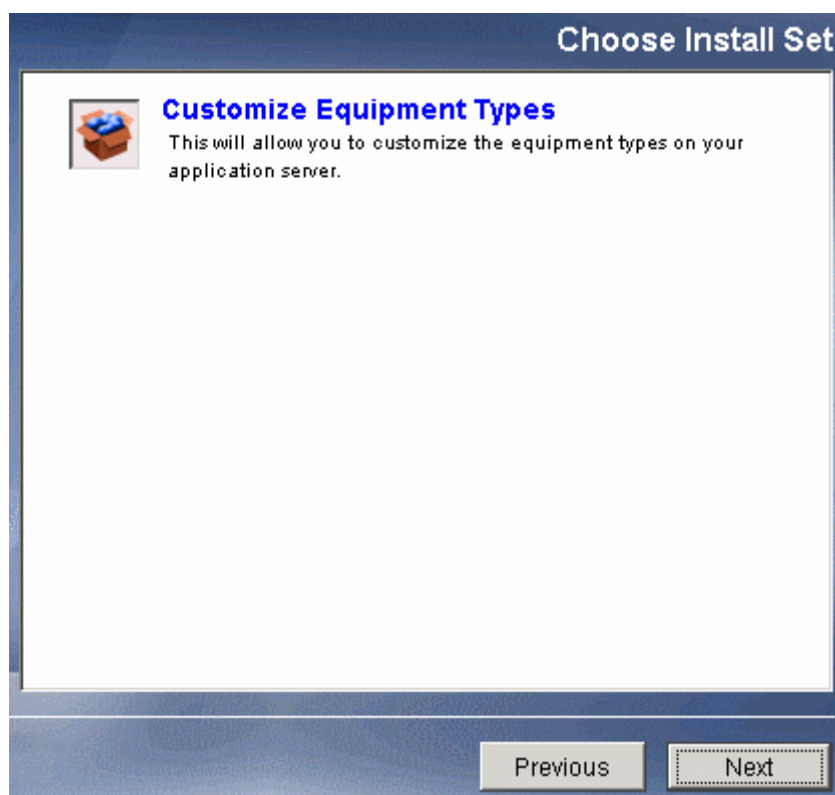 Choose Install Set
Customize Equipment Types
This will allow you to customize the equipment types on your
application server.
Previous
Next